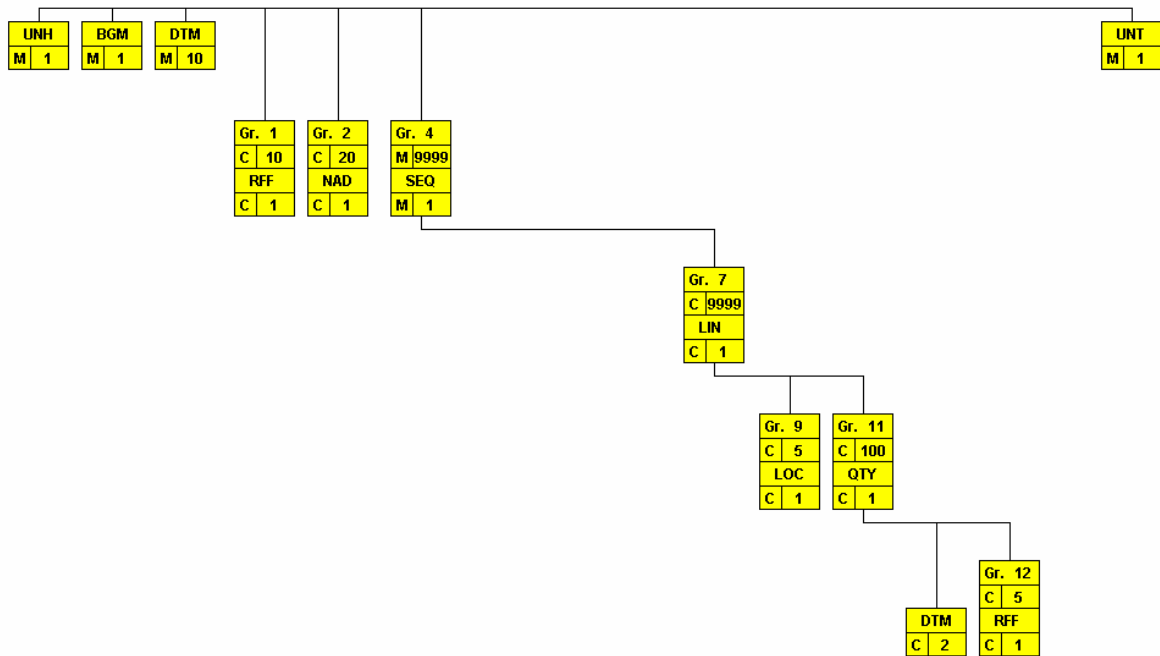 UNH BGM DTM UNT
M 1 M 1 M 10 M 1
Gr. 1 Gr. 2 Gr. 4
C 10 C 20 M 9999
RFF NAD SEQ
C 1 C 1 M 1
Gr. 7
C 9999
LIN
C 1
Gr. 9 Gr. 11
C 5 C 100
LOC QTY
C 1 C 1
Gr. 12
C 5
DTM RFF
C 2 C 1